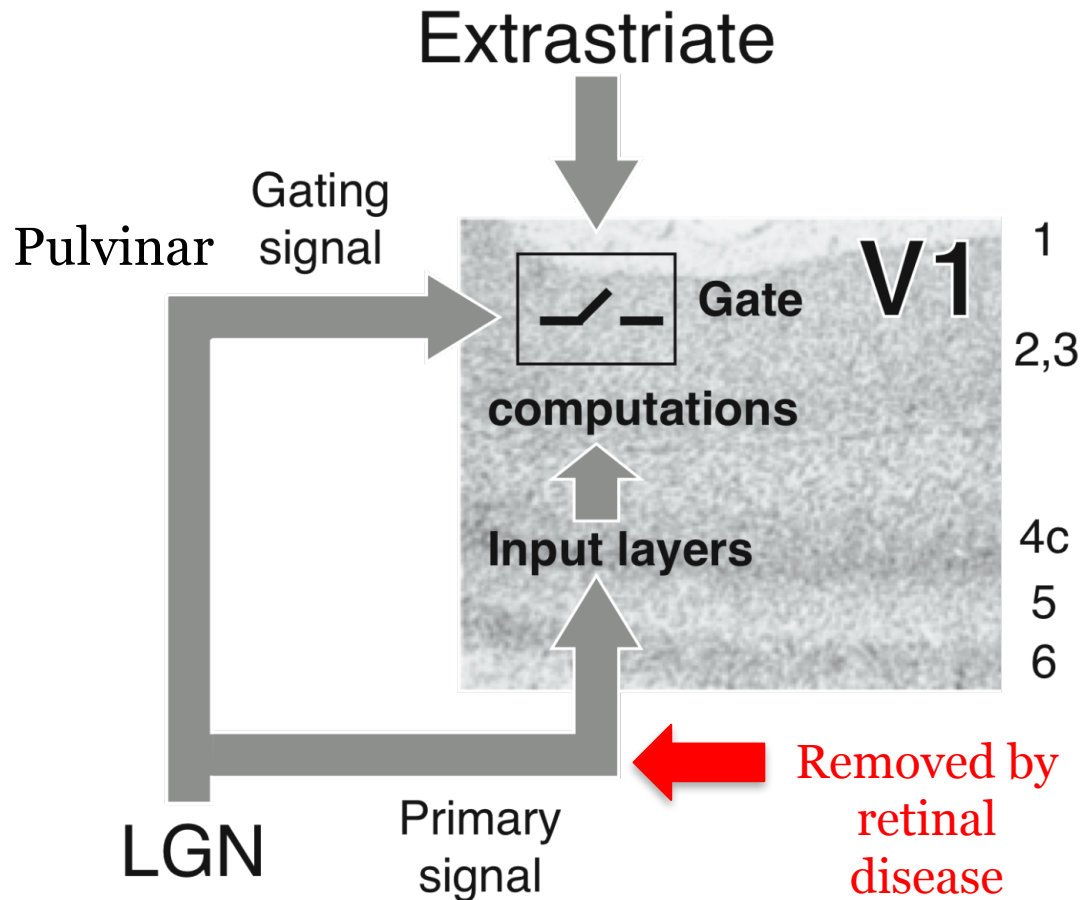 Extrastriate
Gating
signal
Pulvinar
V1
1
Gate
2,3
computations
Input layers
4c
5
6
Removed by
retinal
disease
Primary
signal
LGN